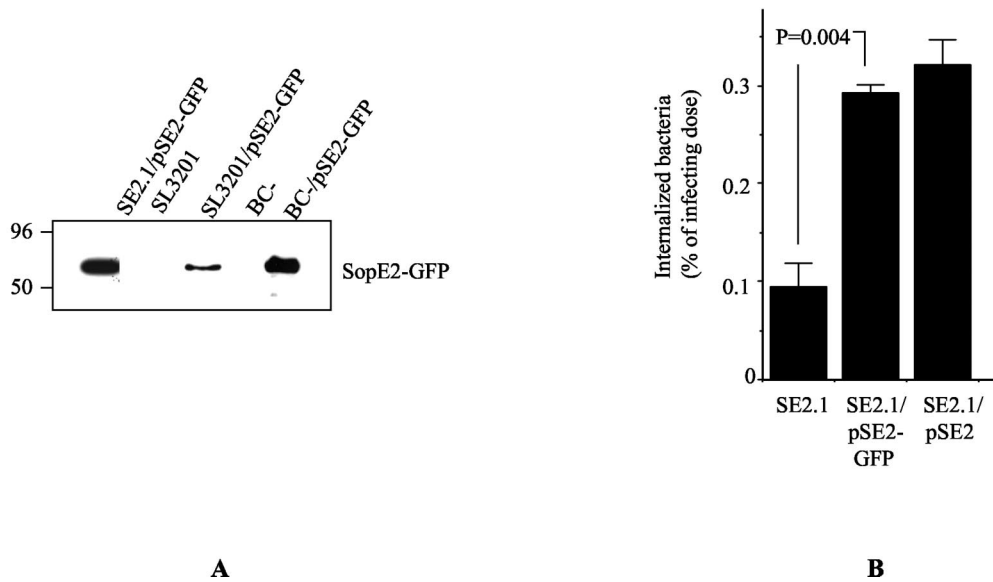 SE2.1/pSE2-GFP
SL3201
SL3201/pSE2-GFP
BC-
BC-/pSE2-GFP
96
50
SopE2-GFP
A
Internalized bacteria
(% of infecting dose)
P=0.004
0.3
0.2
0.1
0
SE2.1
SE2.1/
pSE2-
GFP
SE2.1/
pSE2
B